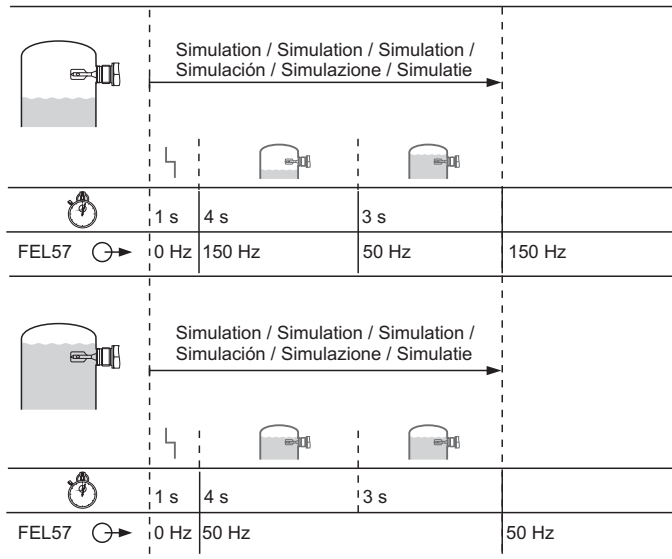 Simulation / Simulation / Simulation /
Simulación / Simulazione / Simulatie
1 s 4 s 3 s
FEL57 0 Hz 150 Hz 50 Hz 150 Hz
Simulation / Simulation / Simulation /
Simulación / Simulazione / Simulatie
1 s 4 s 3 s
FEL57 0 Hz 50 Hz 50 Hz